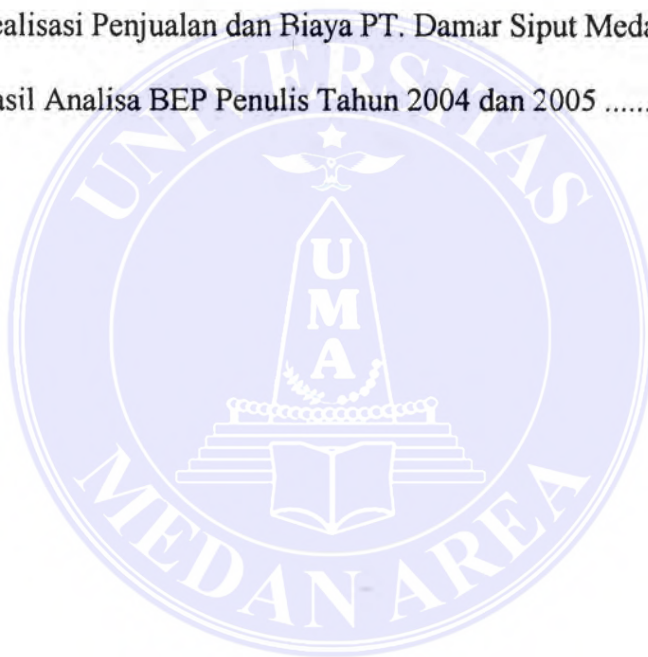 ealisasi Penjualan dan Biaya PT. Damar Siput Meda
asil Analisa BEP Penulis Tahun 2004 dan 2005 .......
UNIVERSITAS
UMA
MEDAN AREA